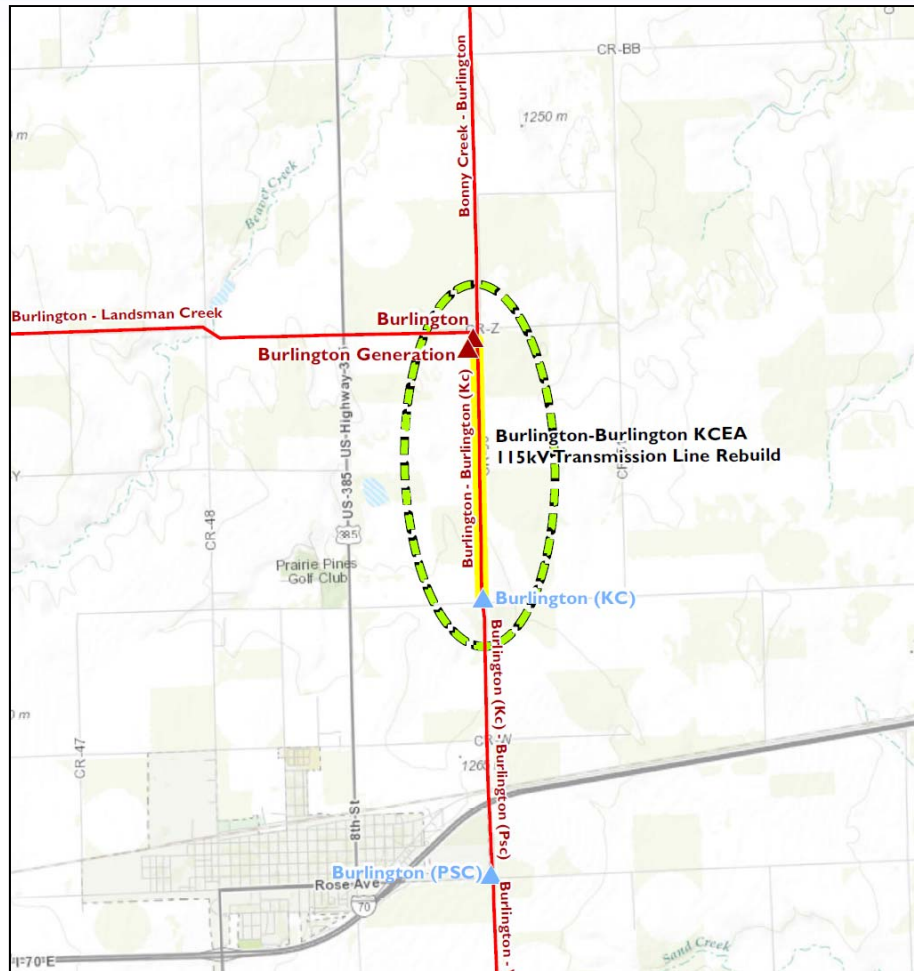 CR-BB
1250 m
Bonny Creek - Burlington
Beaver Creek
Burlington - Landsman Creek
Burlington
CR-Z
Burlington Generation
Burlington - Burlington (Kc)
Burlington-Burlington KCEA
115kV Transmission Line Rebuild
US-385—US-Highway-
Y
CR-48
385
Prairie Pines
Golf Club
Burlington (KC)
Burlington (Kc) - Burlington (Psc)
0 m
CR-47
CR-N
8th-St
Burlington (PSC)
Rose Ave
70
Burlington -
Sand Creek
I-70 E